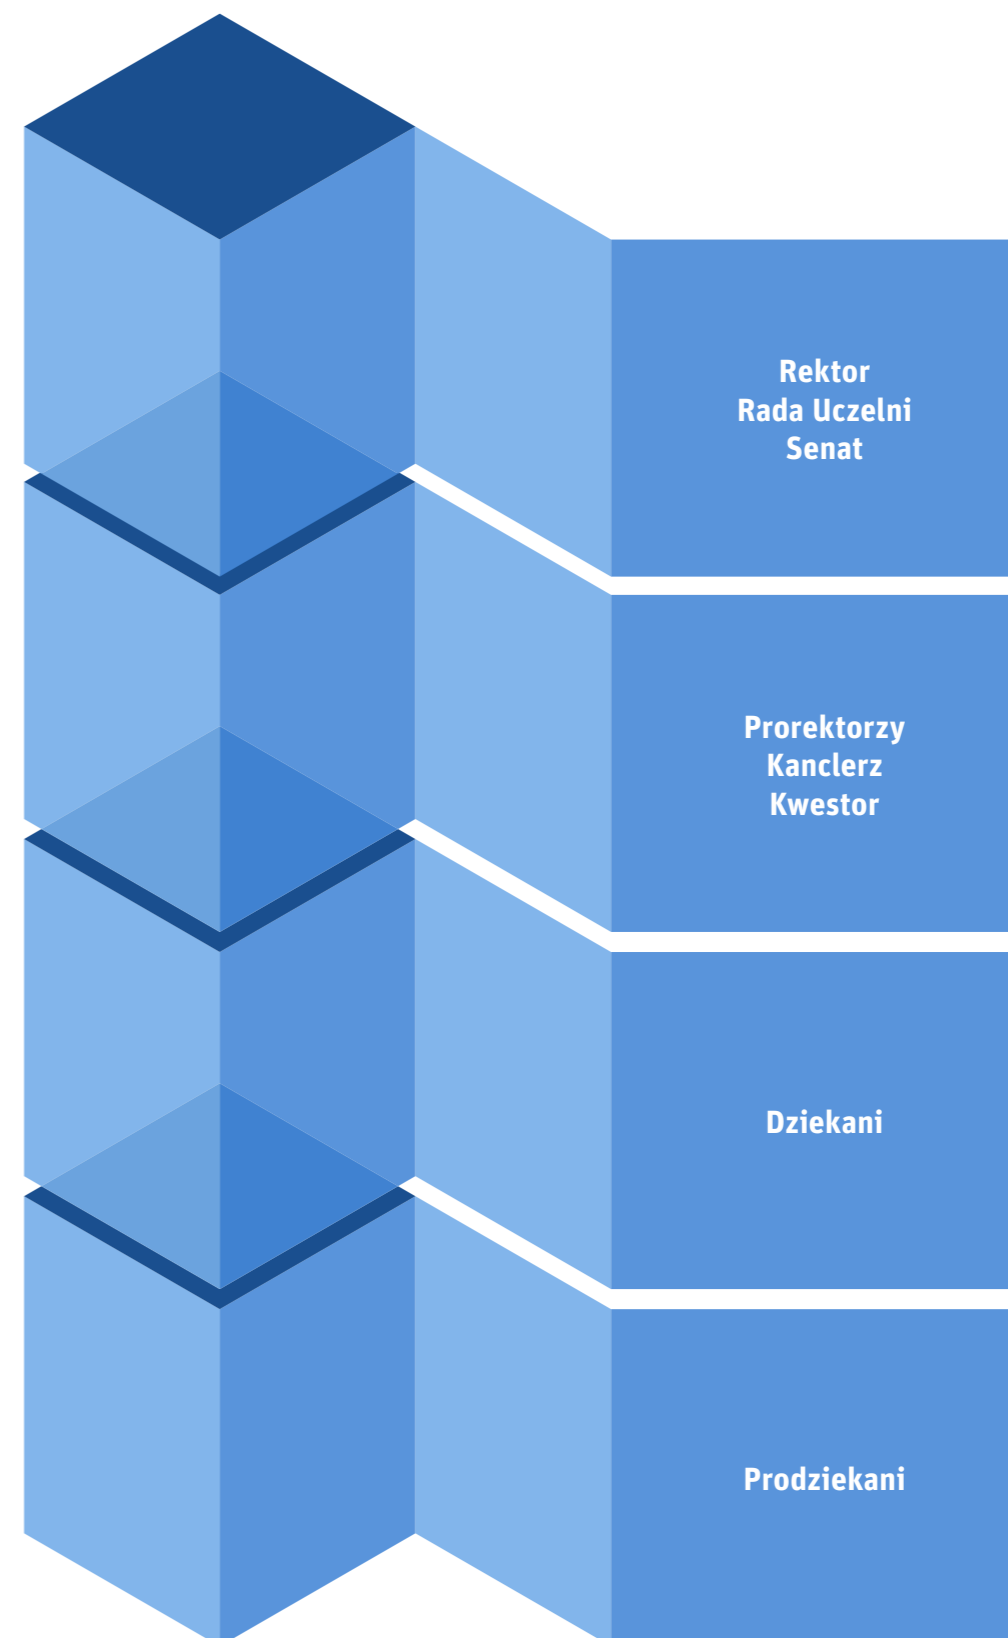 Rektor
Rada Uczelni
Senat
Prorektorzy
Kanclerz
Kwestor
Dziekani
Prodziekani